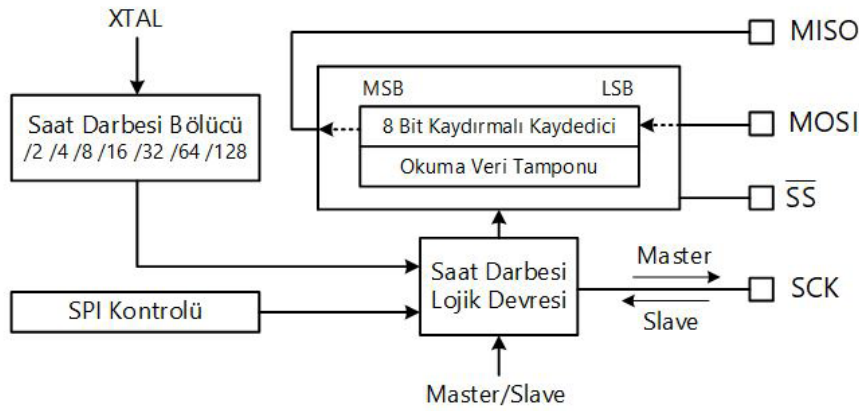 XTAL
MISO
MSB
LSB
Saat Darbesi Bölücü
/2 /4 /8 /16 /32 /64 /128
8 Bit Kaydırmalı Kaydedici
MOSI
Okuma Veri Tamponu
SS
Saat Darbesi
Lojik Devresi
Master
SCK
SPI Kontrolü
Slave
Master/Slave